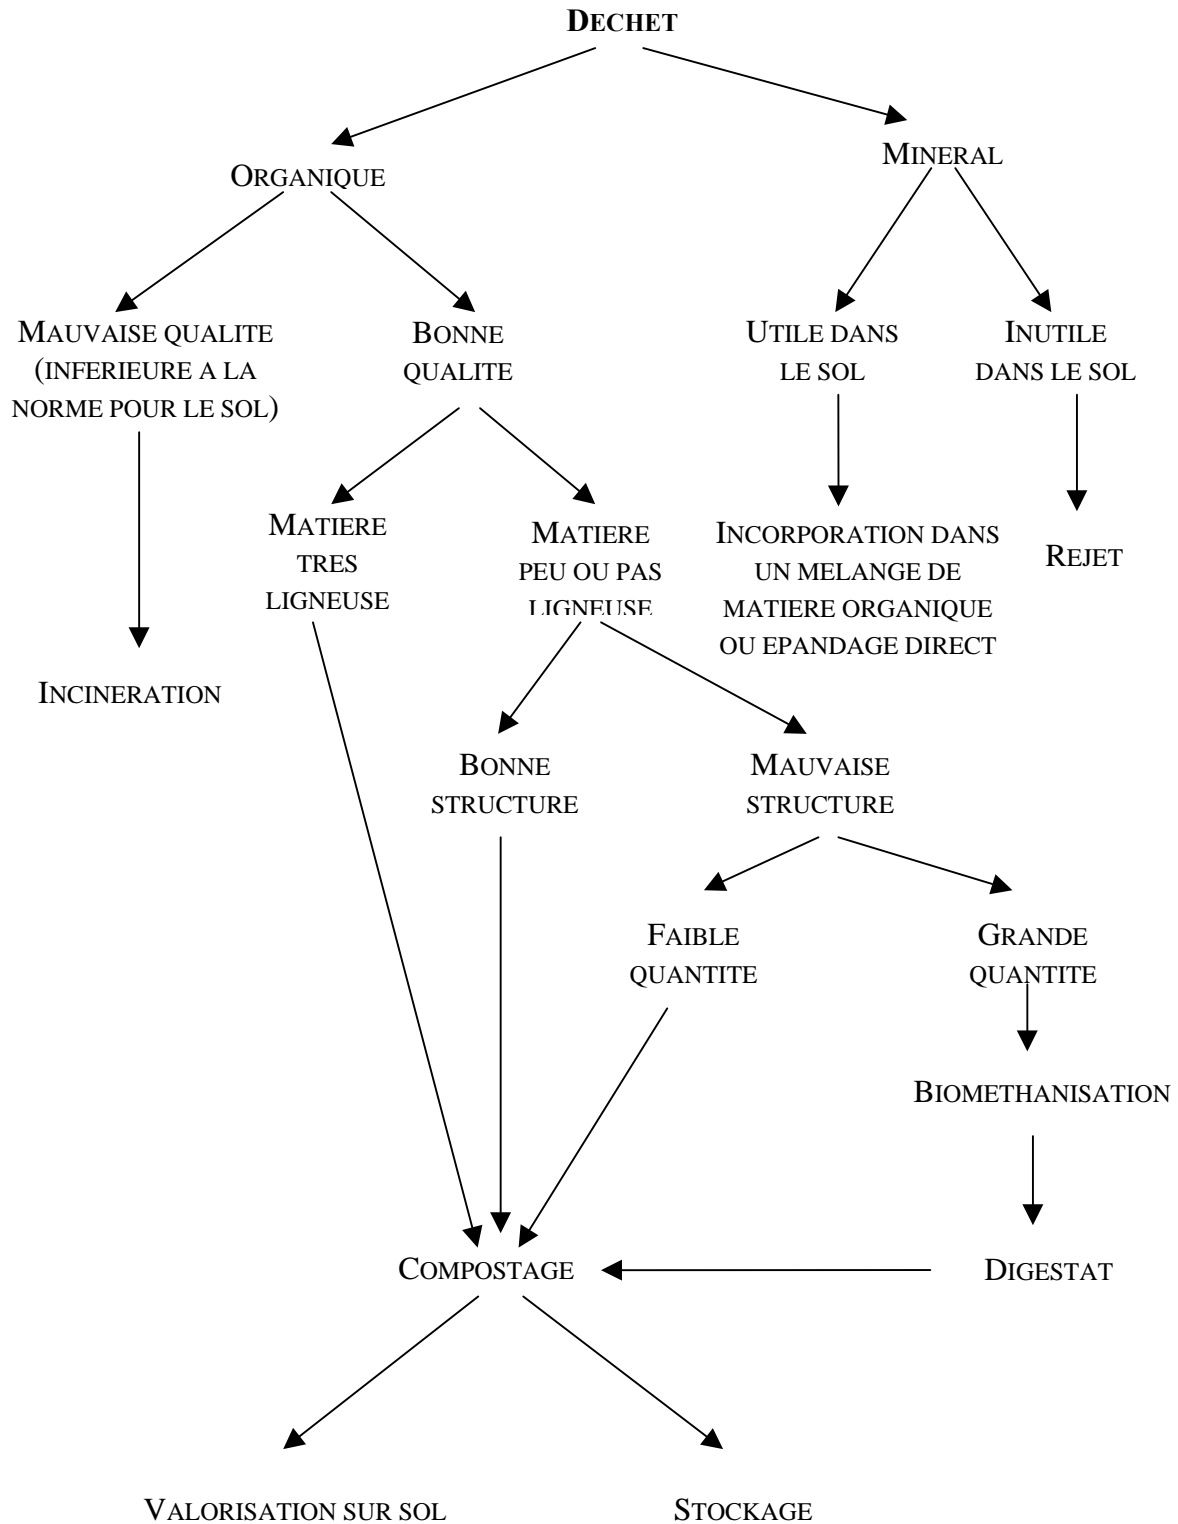 DECHET
ORGANIQUE
MINERAL
MAUVAISE QUALITE
(INFERIEURE A LA
NORME POUR LE SOL)
BONNE
QUALITE
UTILE DANS
LE SOL
INUTILE
DANS LE SOL
MATIERE
TRES
LIGNEUSE
MATIERE
PEU OU PAS
LIGNEUSE
INCORPORATION DANS
UN MELANGE DE
MATIERE ORGANIQUE
OU EPANDAGE DIRECT
REJET
INCINERATION
BONNE
STRUCTURE
MAUVAISE
STRUCTURE
FAIBLE
QUANTITE
GRANDE
QUANTITE
BIOMETHANISATION
COMPOSTAGE
DIGESTAT
VALORISATION SUR SOL
STOCKAGE